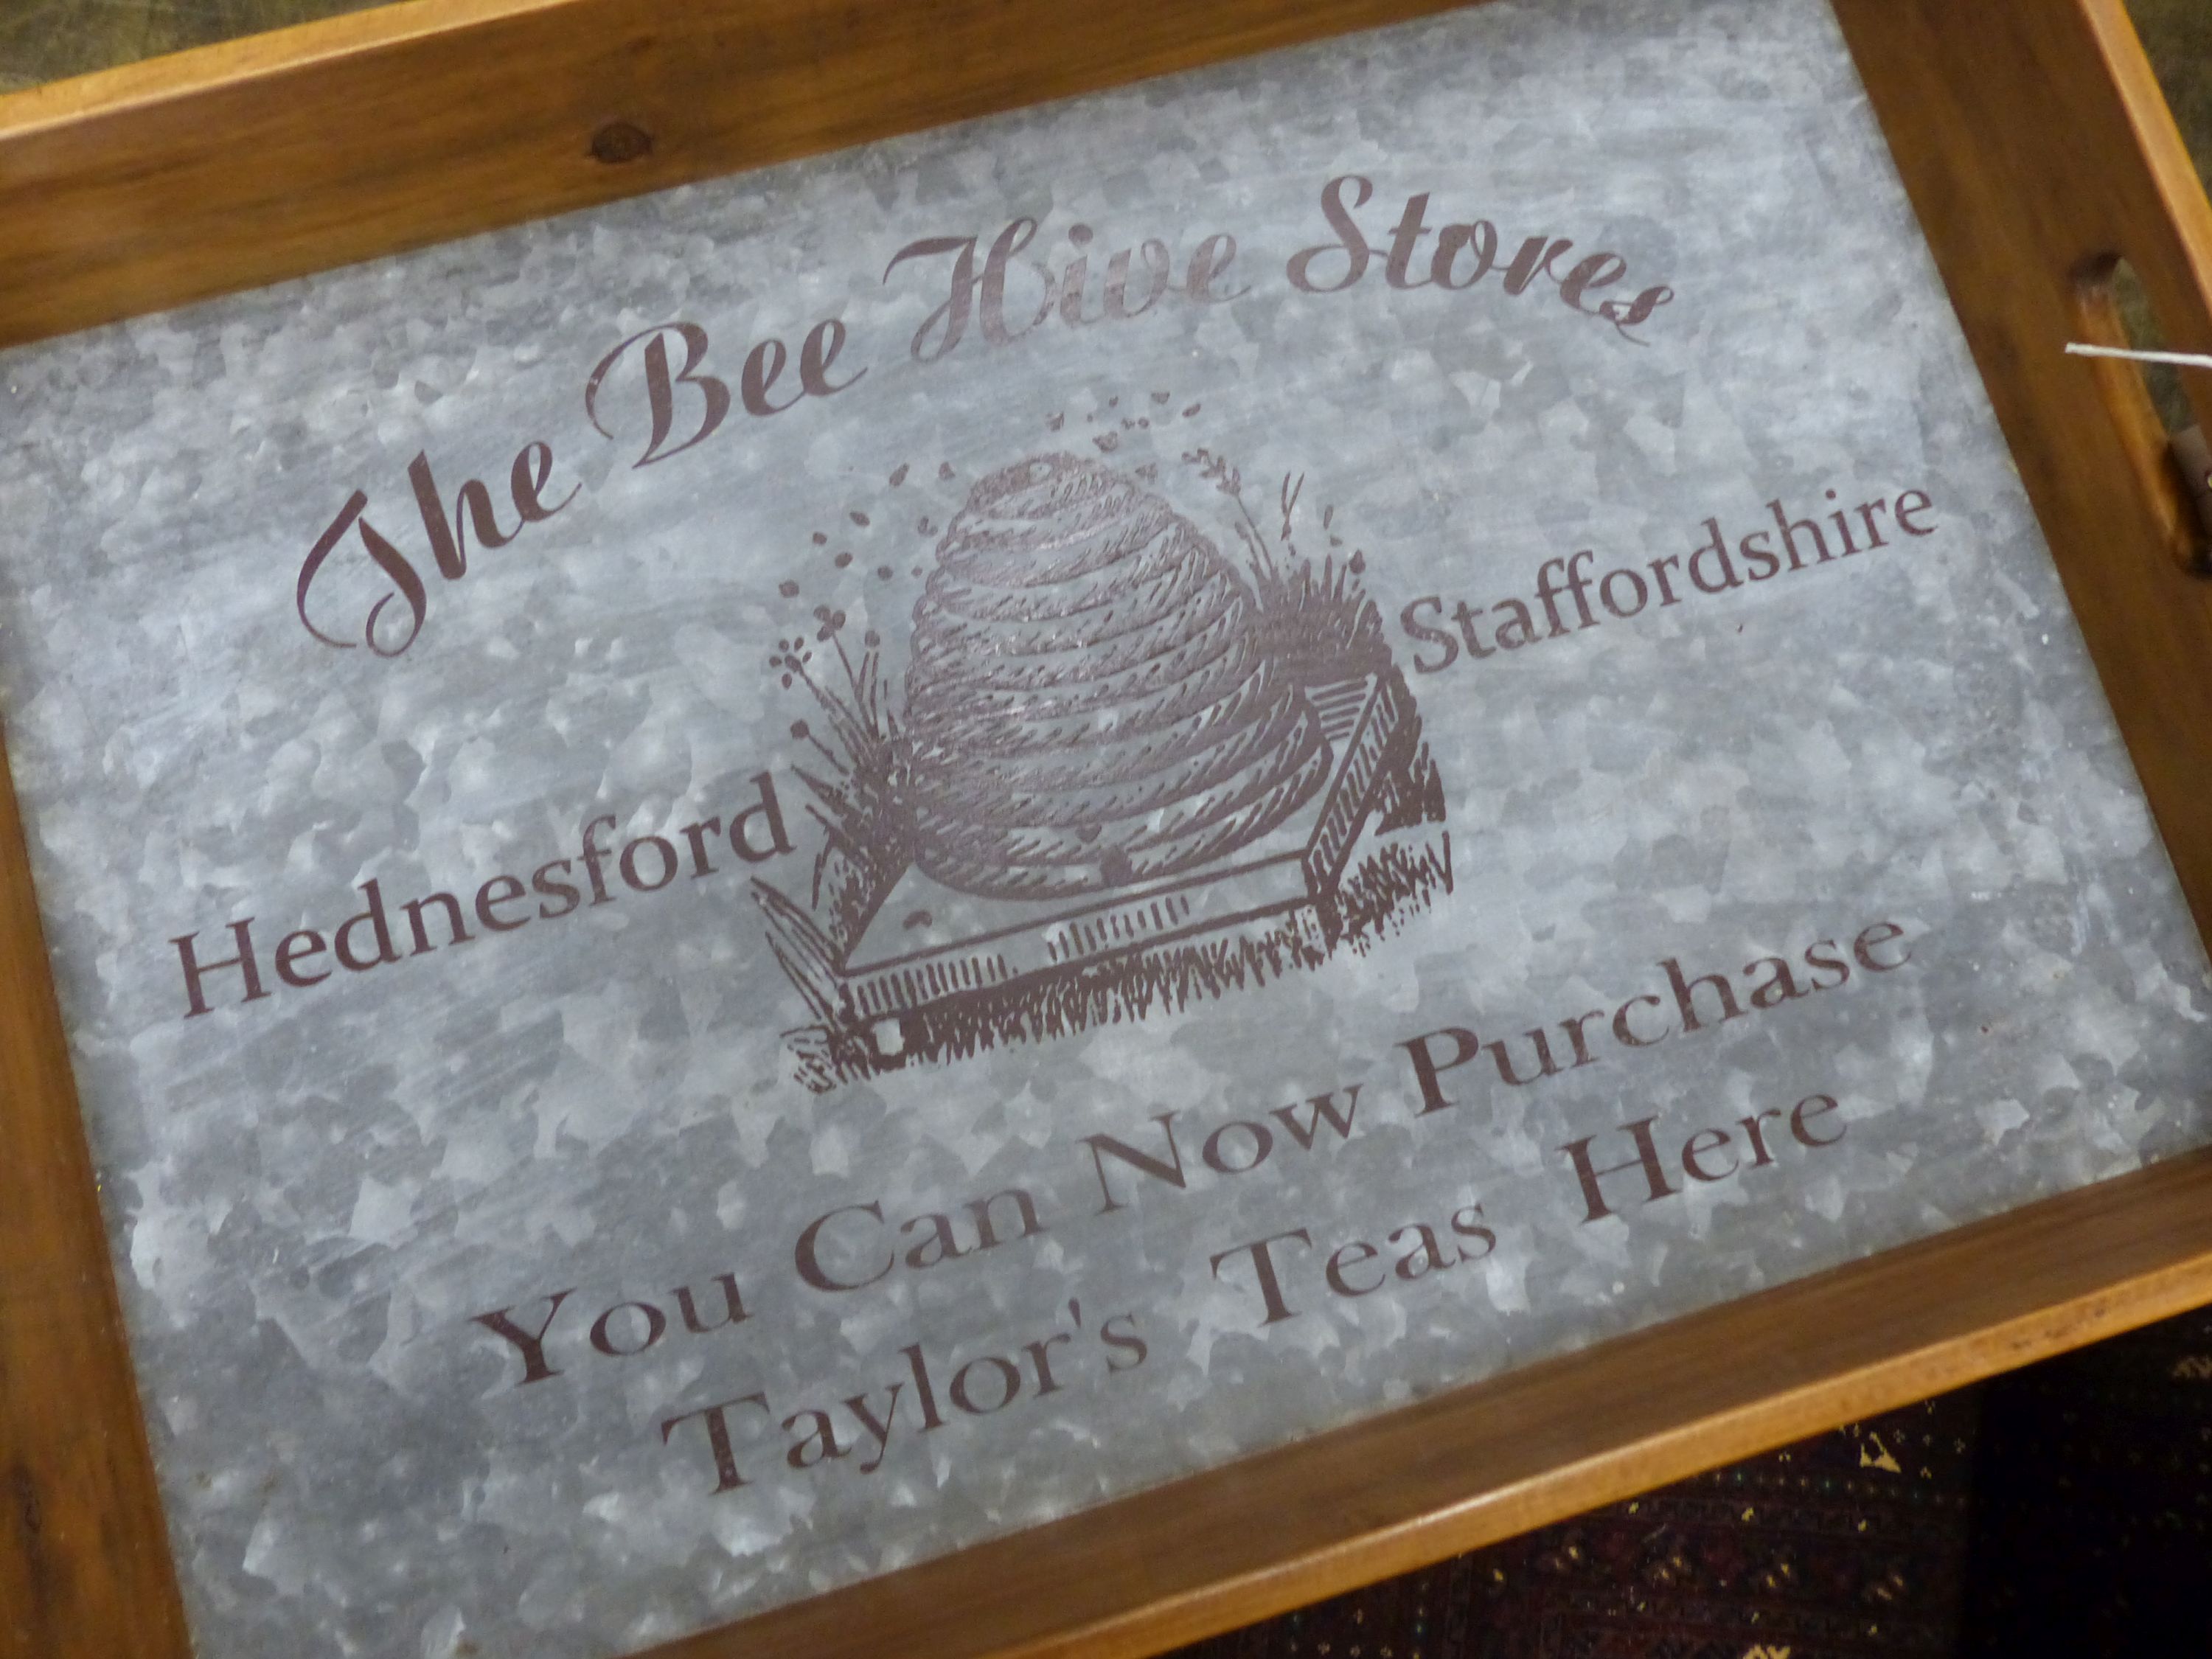 The Bee Hive Stores
Hednesford Staffordshire
You Can Now Purchase
Taylor's Teas Here